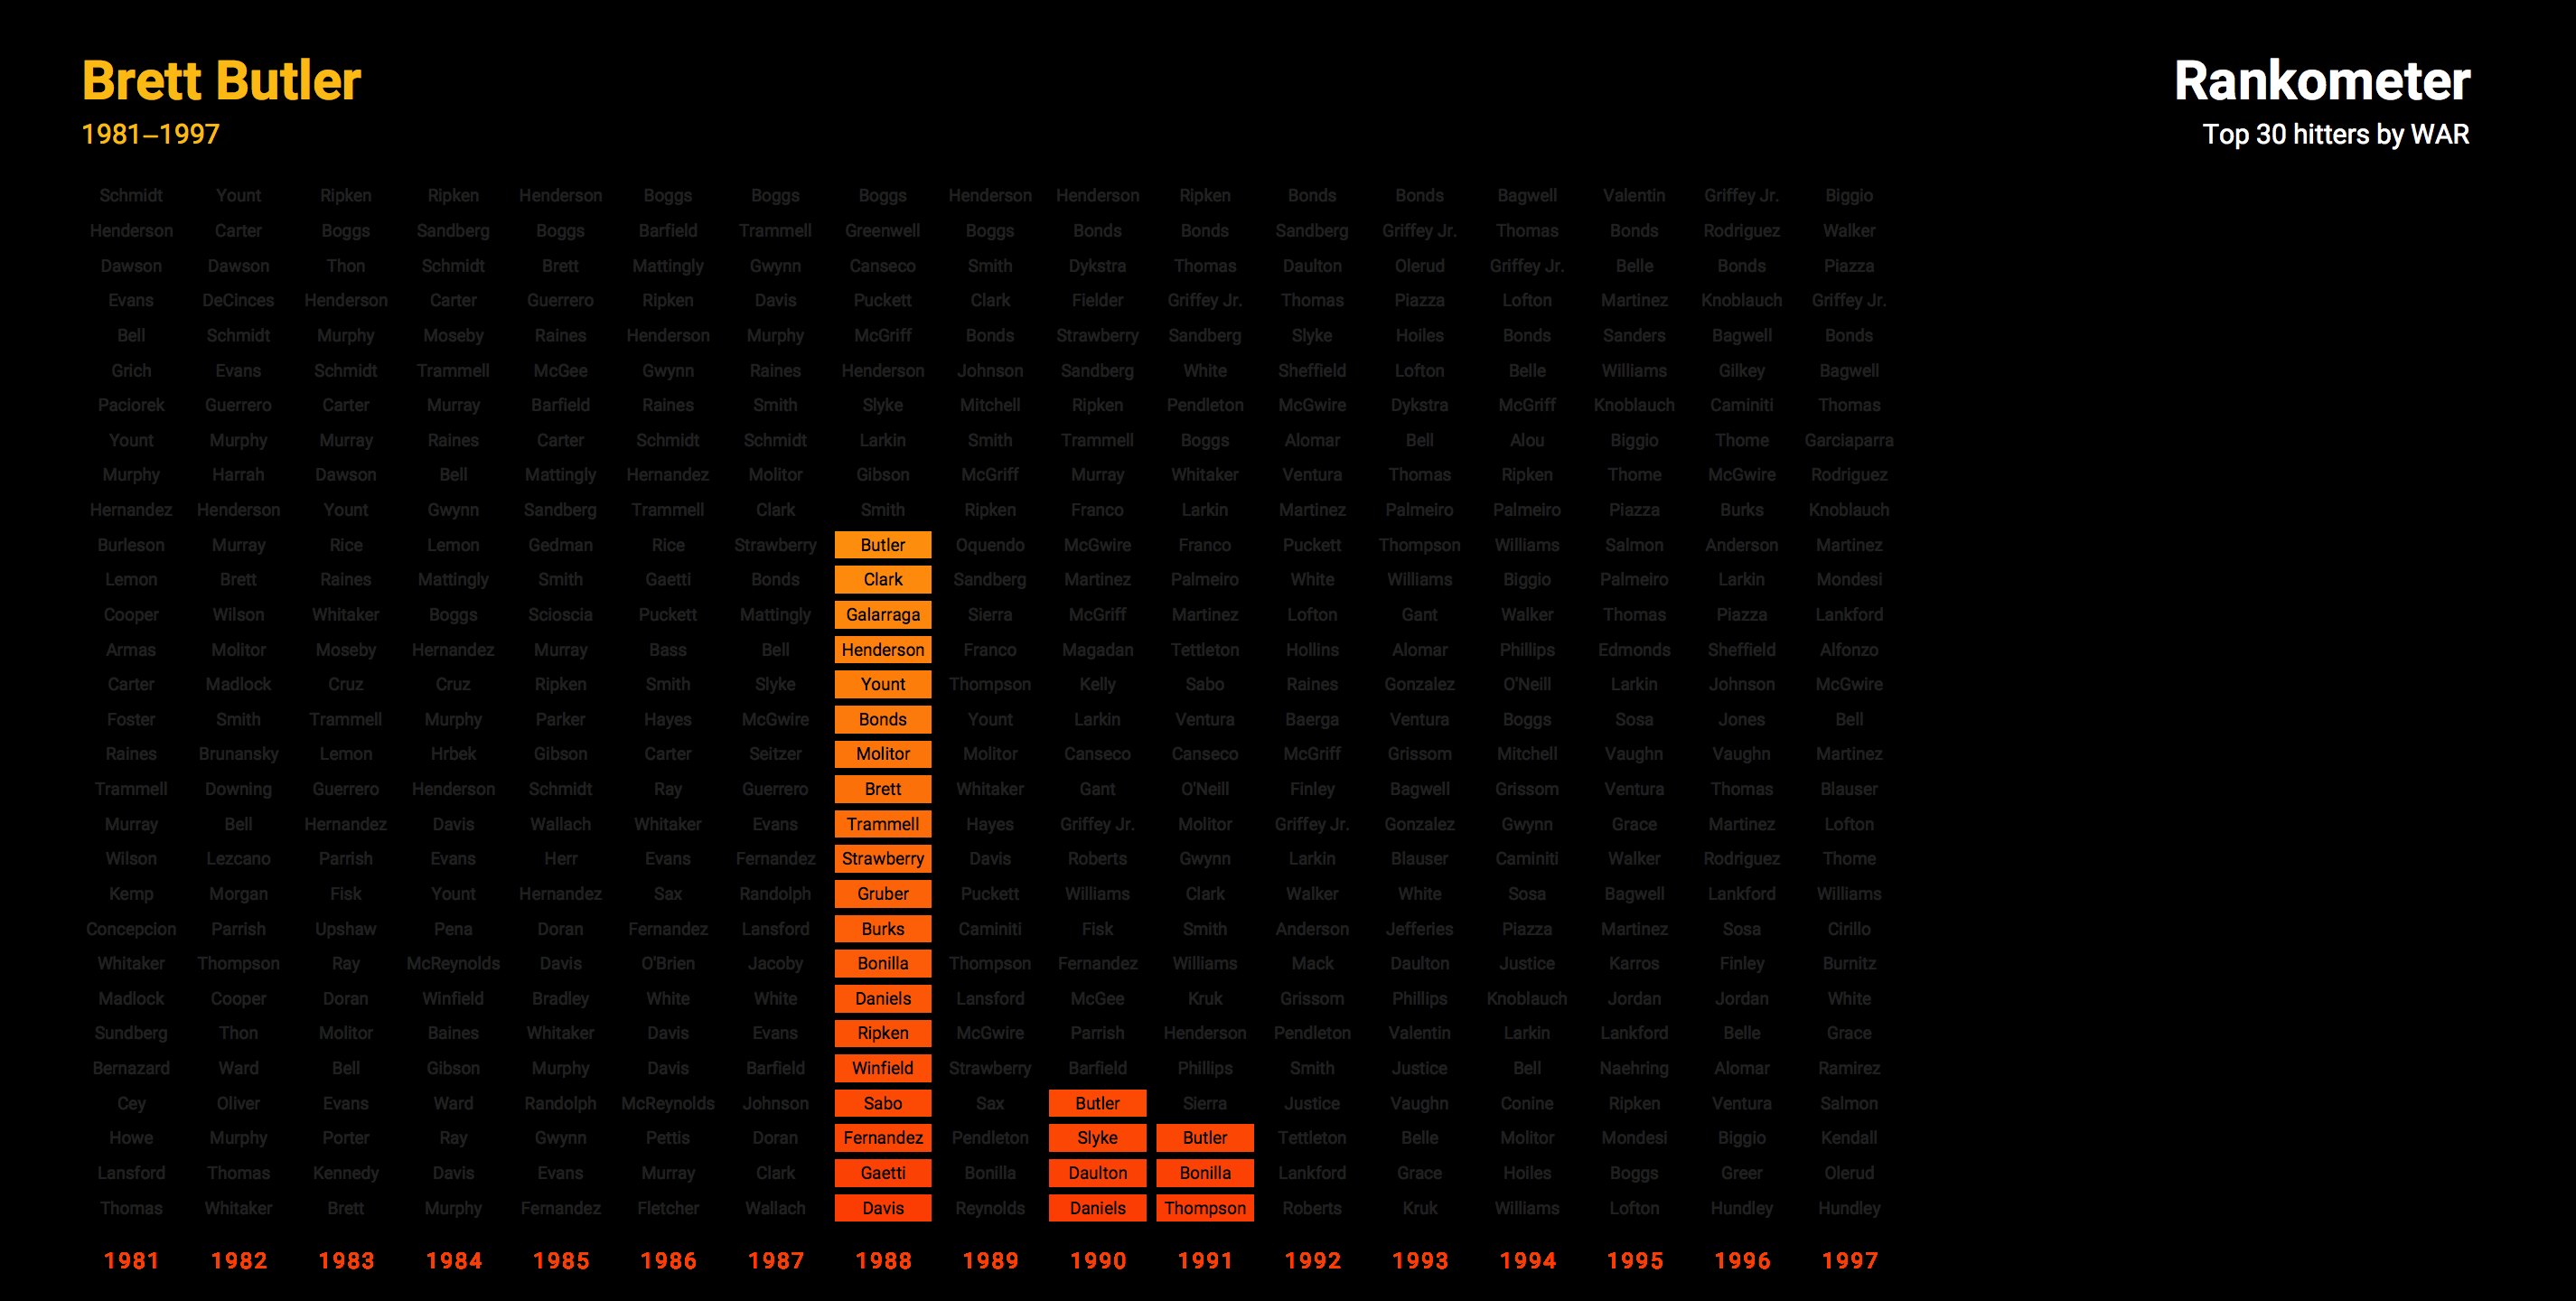 Brett Butler
1981–1997
Rankometer
Top 30 hitters by WAR
Schmidt Yount Ripken Ripken Henderson Boggs Boggs Boggs Henderson Henderson Ripken Bonds Bonds Bagwell Valentin Griffey Jr. Biggio
Henderson Carter Boggs Sandberg Boggs Barfield Trammell Greenwell Boggs Bonds Bonds Sandberg Griffey Jr. Thomas Bonds Rodriguez Walker
Dawson Dawson Thon Schmidt Brett Mattingly Gwynn Canseco Smith Dykstra Thomas Daulton Olerud Griffey Jr. Belle Bonds Piazza
Evans DeCinces Henderson Carter Guerrero Ripken Davis Puckett Clark Fielder Griffey Jr. Thomas Piazza Lofton Martinez Knoblauch Griffey Jr.
Bell Schmidt Murphy Moseby Raines Henderson Murphy McGriff Bonds Strawberry Sandberg Slyke Hoiles Bonds Sanders Bagwell Bonds
Grich Evans Schmidt Trammell McGee Gwynn Raines Henderson Johnson Sandberg White Sheffield Lofton Belle Williams Gilkey Bagwell
Paciorek Guerrero Carter Murray Barfield Raines Smith Slyke Mitchell Ripken Pendleton McGwire Dykstra McGriff Knoblauch Caminiti Thomas
Yount Murphy Murray Raines Carter Schmidt Schmidt Larkin Smith Trammell Boggs Alomar Bell Alou Biggio Thome Garciaparra
Murphy Harrah Dawson Bell Mattingly Hernandez Molitor Gibson McGriff Murray Whitaker Ventura Thomas Ripken Thome McGwire Rodriguez
Hernandez Henderson Yount Gwynn Sandberg Trammell Clark Smith Ripken Franco Larkin Martinez Palmeiro Palmeiro Piazza Burks Knoblauch
Burleson Murray Rice Lemon Gedman Rice Strawberry Butler Oquendo McGwire Franco Puckett Thompson Williams Salmon Anderson Martinez
Lemon Brett Raines Mattingly Smith Gaetti Bonds Clark Sandberg Martinez Palmeiro White Williams Biggio Palmeiro Larkin Mondesi
Cooper Wilson Whitaker Boggs Scioscia Puckett Mattingly Galarraga Sierra McGriff Martinez Lofton Gant Walker Thomas Piazza Lankford
Armas Molitor Moseby Hernandez Murray Bass Bell Henderson Franco Magadan Tettleton Hollins Alomar Phillips Edmonds Sheffield Alfonzo
Carter Madlock Cruz Cruz Ripken Smith Slyke Yount Thompson Kelly Sabo Raines Gonzalez O'Neill Larkin Johnson McGwire
Foster Smith Trammell Murphy Parker Hayes McGwire Bonds Yount Larkin Ventura Baerga Ventura Boggs Sosa Jones Bell
Raines Brunansky Lemon Hrbek Gibson Carter Seitzer Molitor Molitor Canseco Canseco McGriff Grissom Mitchell Vaughn Vaughn Martinez
Trammell Downing Guerrero Henderson Schmidt Ray Guerrero Brett Whitaker Gant O'Neill Finley Bagwell Grissom Ventura Thomas Blauser
Murray Bell Hernandez Davis Wallach Whitaker Evans Trammell Hayes Griffey Jr. Molitor Griffey Jr. Gonzalez Gwynn Grace Martinez Lofton
Wilson Lezcano Parrish Evans Herr Evans Fernandez Strawberry Davis Roberts Gwynn Larkin Blauser Caminiti Walker Rodriguez Thome
Kemp Morgan Fisk Yount Hernandez Sax Randolph Gruber Puckett Williams Clark Walker White Sosa Bagwell Lankford Williams
Concepcion Parrish Upshaw Pena Doran Fernandez Lansford Burks Caminiti Fisk Smith Anderson Jefferies Piazza Martinez Sosa Cirillo
Whitaker Thompson Ray McReynolds Davis O'Brien Jacoby Bonilla Thompson Fernandez Williams Mack Daulton Justice Karros Finley Burnitz
Madlock Cooper Doran Winfield Bradley White White Daniels Lansford McGee Kruk Grissom Phillips Knoblauch Jordan Jordan White
Sundberg Thon Molitor Baines Whitaker Davis Evans Ripken McGwire Parrish Henderson Pendleton Valentin Larkin Lankford Belle Grace
Bernazard Ward Bell Gibson Murphy Davis Barfield Winfield Strawberry Barfield Phillips Smith Justice Bell Naehring Alomar Ramirez
Cey Oliver Evans Ward Randolph McReynolds Johnson Sabo Sax Butler Sierra Justice Vaughn Conine Ripken Ventura Salmon
Howe Murphy Porter Ray Gwynn Pettis Doran Fernandez Pendleton Slyke Butler Tettleton Belle Molitor Mondesi Biggio Kendall
Lansford Thomas Kennedy Davis Evans Murray Clark Gaetti Bonilla Daulton Bonilla Lankford Grace Hoiles Boggs Greer Olerud
Thomas Whitaker Brett Murphy Fernandez Fletcher Wallach Davis Reynolds Daniels Thompson Roberts Kruk Williams Lofton Hundley Hundley
1981 1982 1983 1984 1985 1986 1987 1988 1989 1990 1991 1992 1993 1994 1995 1996 1997